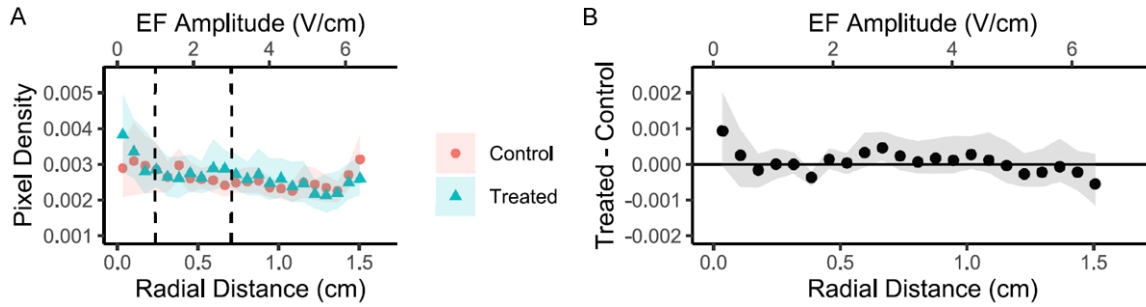 A
EF Amplitude (V/cm)
0 2 4 6
Pixel Density
0.005
0.004
0.003
0.002
0.001
0.0 0.5 1.0 1.5
Radial Distance (cm)
Control
Treated
B
EF Amplitude (V/cm)
0 2 4 6
Treated - Control
0.002
0.001
0.000
-0.001
-0.002
0.0 0.5 1.0 1.5
Radial Distance (cm)